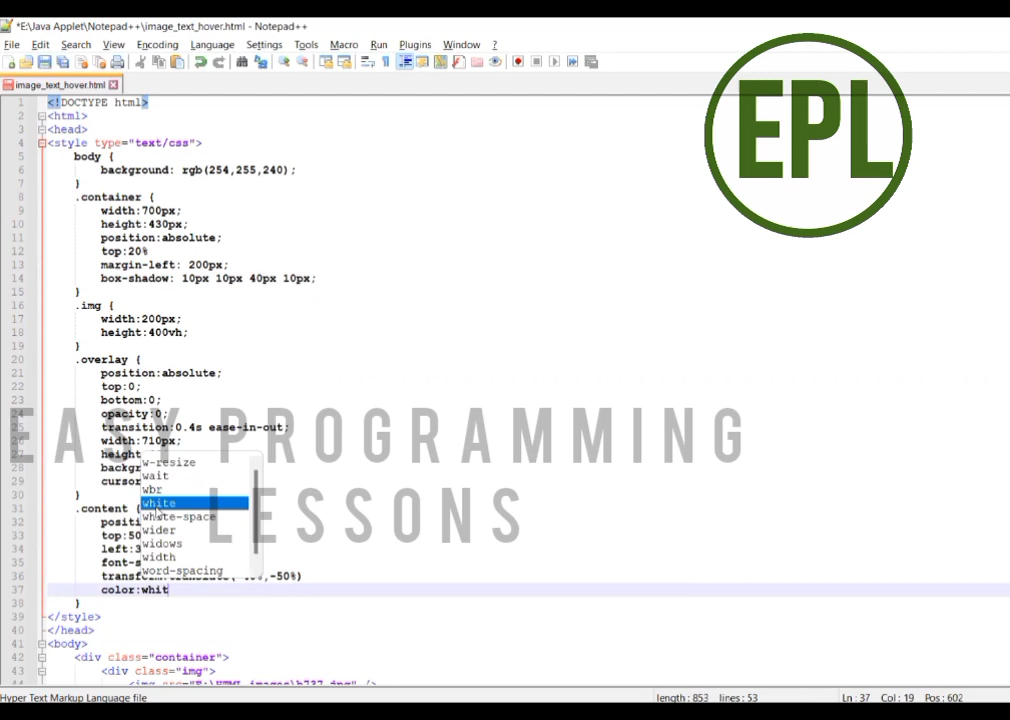 *E:\Java Applet\Notepad++\image_text_hover.html - Notepad++
File Edit Search View Encoding Language Settings Tools Macro Run Plugins Window ?
image_text_hover.html
EPL
1 <!DOCTYPE html>
2 <html>
3 <head>
4 <style type="text/css">
5 body {
6 background: rgb(254,255,240);
7 }
8 .container {
9 width:700px;
10 height:430px;
11 position:absolute;
12 top:20%
13 margin-left: 200px;
14 box-shadow: 10px 10px 40px 10px;
15 }
16 .img {
17 width:200px;
18 height:400vh;
19 }
20 .overlay {
21 position:absolute;
22 top:0;
23 bottom:0;
24 opacity:0;
25 transition:0.4s ease-in-out;
26 width:710px;
27 height
28 backgr
29 cursor
30 }
31 .content {
32 positi
33 top:50
34 left:3
35 font-s
36 -50%)
37 color:whit
38 }
39 </style>
40 </head>
41 <body>
42 <div class="container">
43 <div class="img">
w-resize
wait
wbr
white
white-space
wider
widows
width
word-spacing
EASY PROGRAMMING
LESSONS
Hyper Text Markup Language file length : 853 lines : 53 Ln : 37 Col : 19 Pos : 602